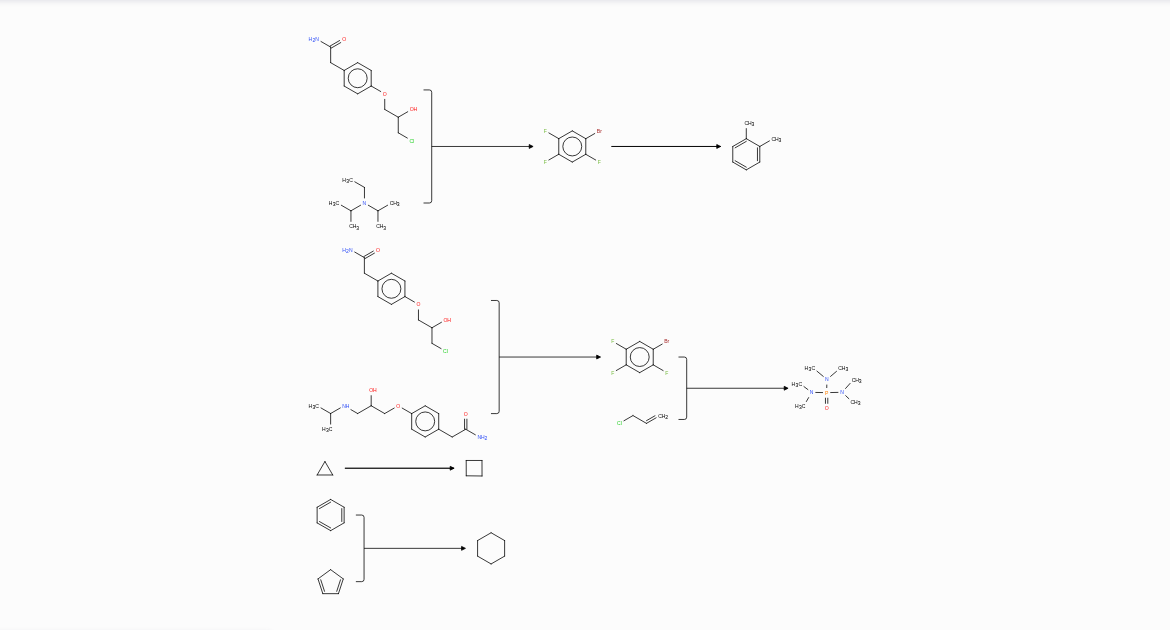 H₂N O
O
OH
Cl
H₃C
H₃C N CH₃
CH₃ CH₃
F Br
F F
CH₃
CH₃
H₂N O
O
OH
Cl
OH
H₃C NH O O
CH₃
NH₂
F Br
F F
Cl CH₂
H₃C CH₃
N
H₃C CH₃
N P N
H₃C O CH₃